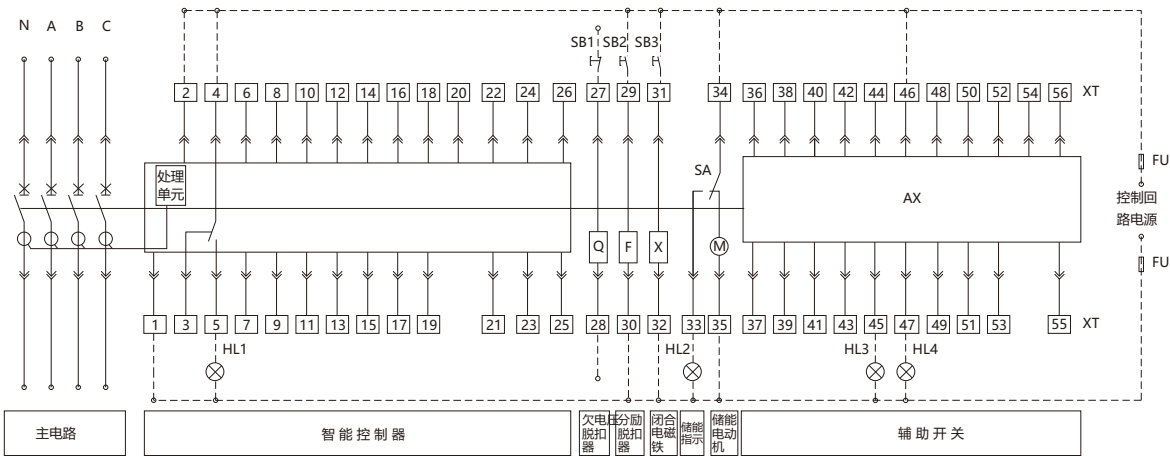 N A B C
SB1 SB2 SB3
2 4 6 8 10 12 14 16 18 20 22 24 26 27 29 31 34 36 38 40 42 44 46 48 50 52 54 56 XT
FU
处理
单元
SA
AX
控制回
路电源
Q F X M
FU
1 3 5 7 9 11 13 15 17 19 21 23 25 28 30 32 33 35 37 39 41 43 45 47 49 51 53 55 XT
HL1 HL2 HL3 HL4
主电路
智能控制器
欠电压
脱扣
器
分励
脱扣
器
闭合
电磁
铁
储能
指示
储能
电动
机
辅助开关